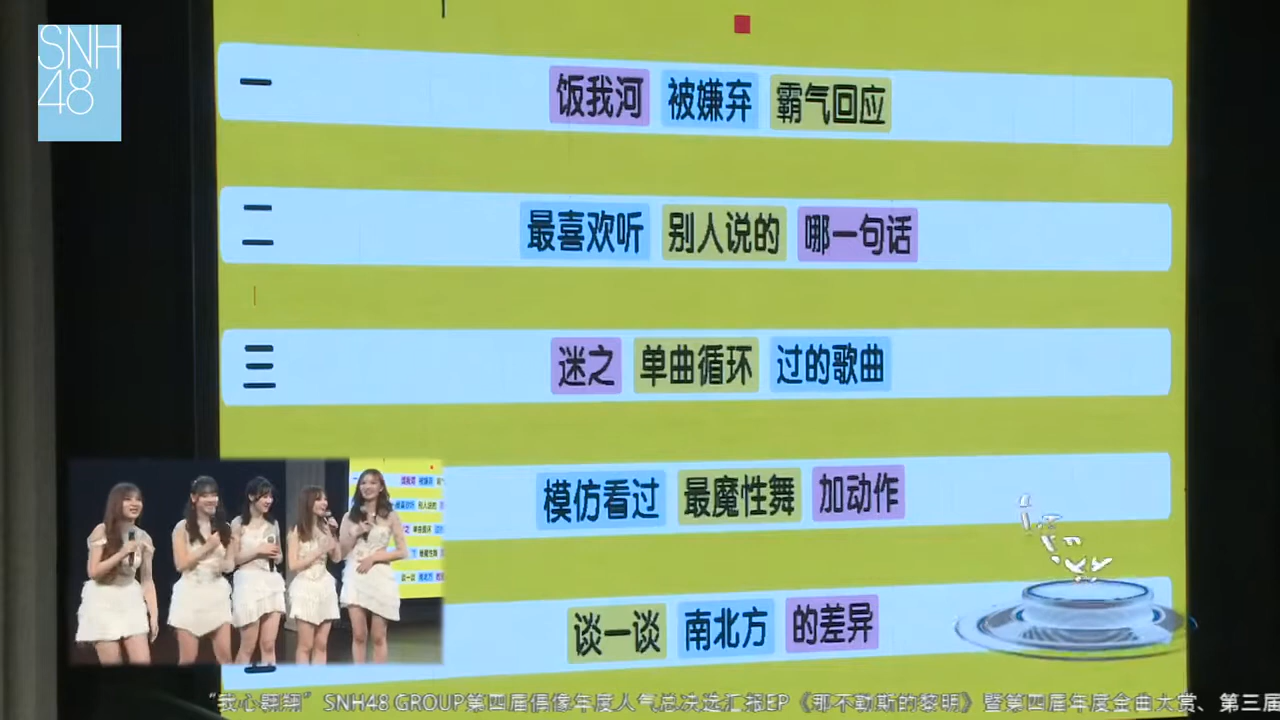 SNH
48
一 饭我河 被嫌弃 霸气回应
二 最喜欢听 别人说的 哪一句话
三 迷之 单曲循环 过的歌曲
模仿看过 最魔性舞 加动作
谈一谈 南北方 的差异
“我心翱翔”SNH48 GROUP第四届偶像年度人气总决选汇报EP《那不勒斯的黎明》暨第四届年度金曲大赏、第三届